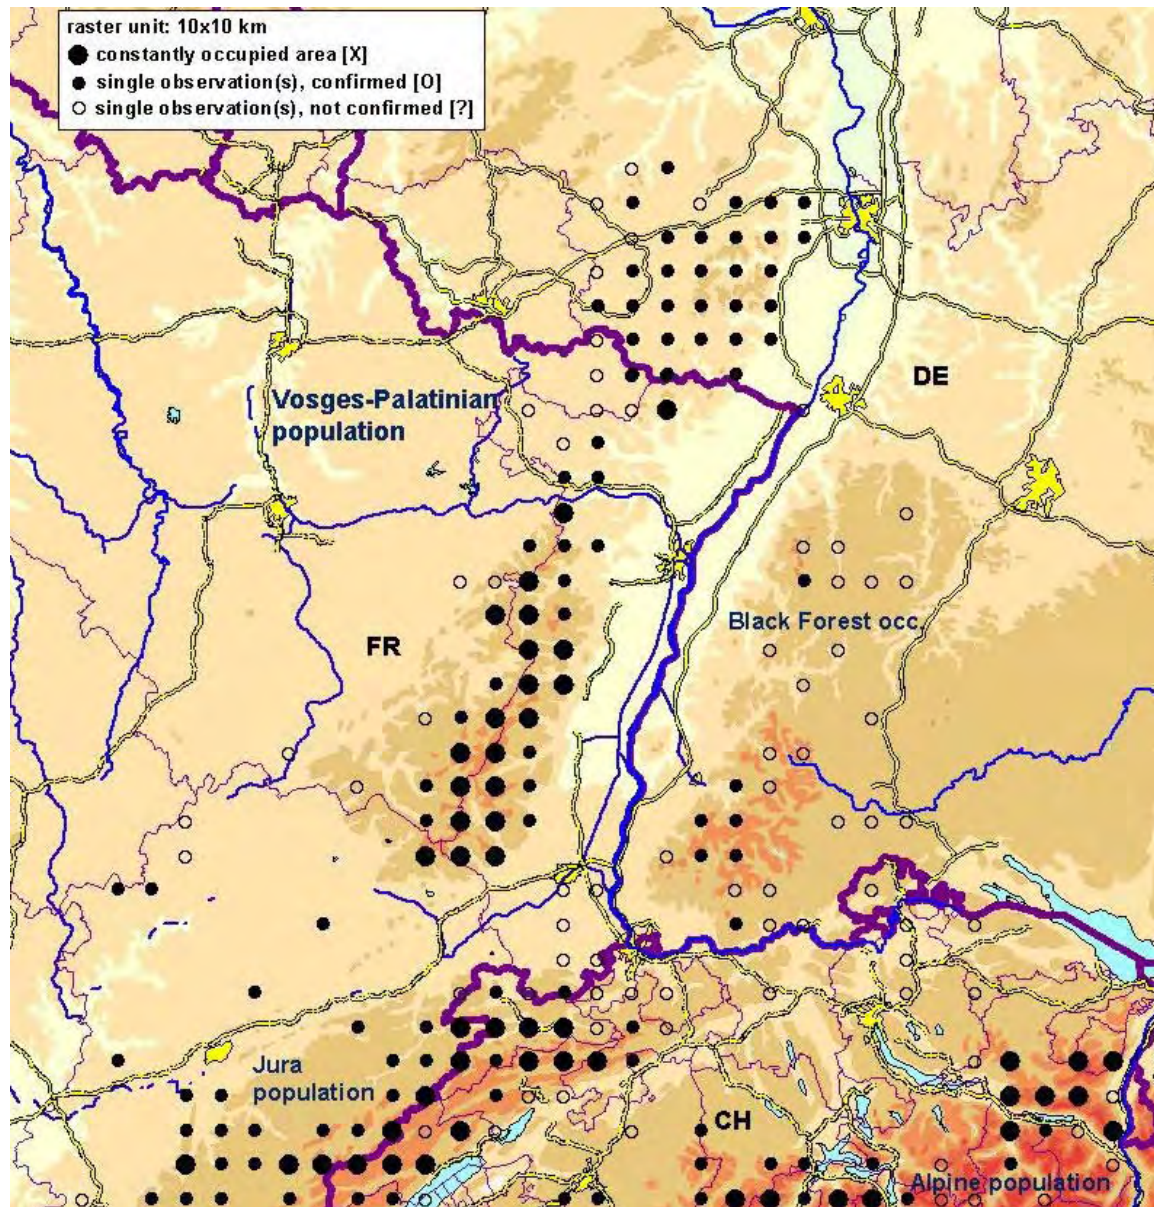 raster unit: 10x10 km
constantly occupied area [X]
single observation(s), confirmed [O]
single observation(s), not confirmed [?]
DE
Vosges-Palatinian
population
Black Forest occ.
FR
Jura
population
CH
Alpine population